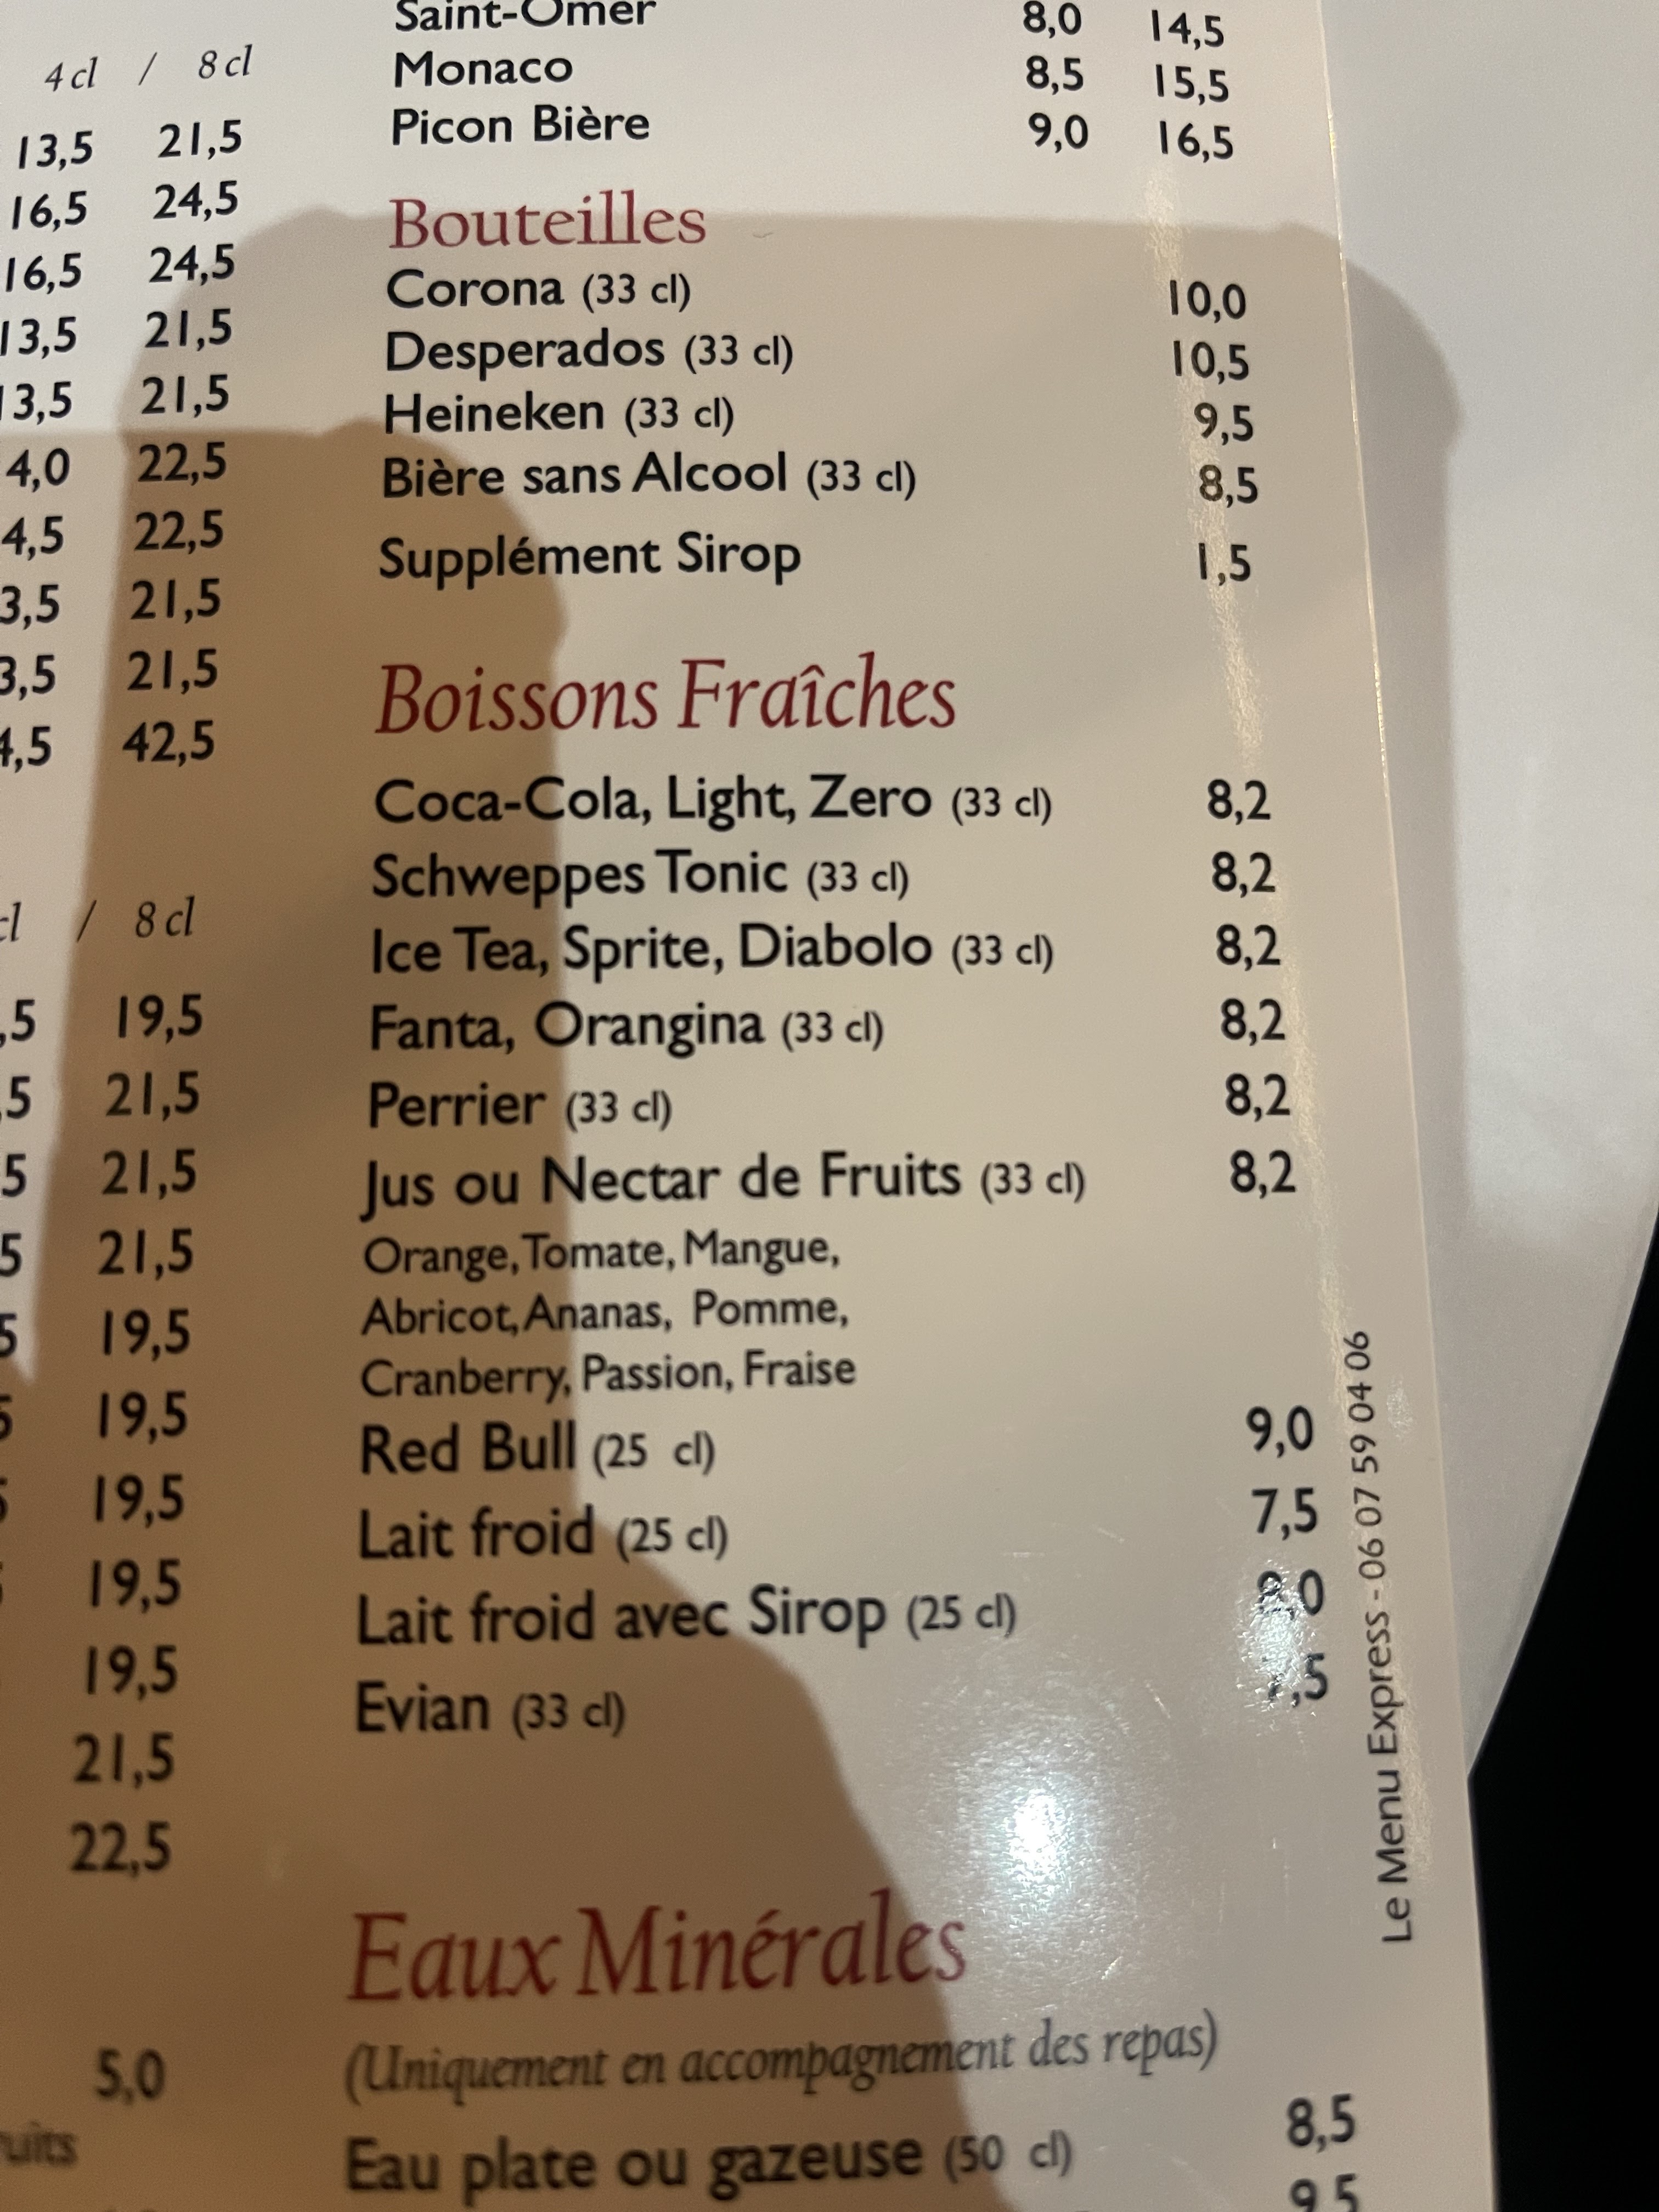 4 cl / 8 cl
13,5 21,5
16,5 24,5
16,5 24,5
13,5 21,5
13,5 21,5
4,0 22,5
4,5 22,5
3,5 21,5
3,5 21,5
4,5 42,5
cl / 8 cl
,5 19,5
,5 21,5
5 21,5
5 21,5
5 19,5
5 19,5
19,5
19,5
19,5
21,5
22,5
5,0
ruits
Saint-Omer 8,0 14,5
Monaco 8,5 15,5
Picon Bière 9,0 16,5
Bouteilles
Corona (33 cl) 10,0
Desperados (33 cl) 10,5
Heineken (33 cl) 9,5
Bière sans Alcool (33 cl) 8,5
Supplément Sirop 1,5
Boissons Fraîches
Coca-Cola, Light, Zero (33 cl) 8,2
Schweppes Tonic (33 cl) 8,2
Ice Tea, Sprite, Diabolo (33 cl) 8,2
Fanta, Orangina (33 cl) 8,2
Perrier (33 cl) 8,2
Jus ou Nectar de Fruits (33 cl) 8,2
Orange, Tomate, Mangue,
Abricot, Ananas, Pomme,
Cranberry, Passion, Fraise
Red Bull (25 cl) 9,0
Lait froid (25 cl) 7,5
Lait froid avec Sirop (25 cl)
Evian (33 cl)
Eaux Minérales
(Uniquement en accompagnement des repas)
Eau plate ou gazeuse (50 cl) 8,5
9,5
Le Menu Express - 06 07 59 04 06